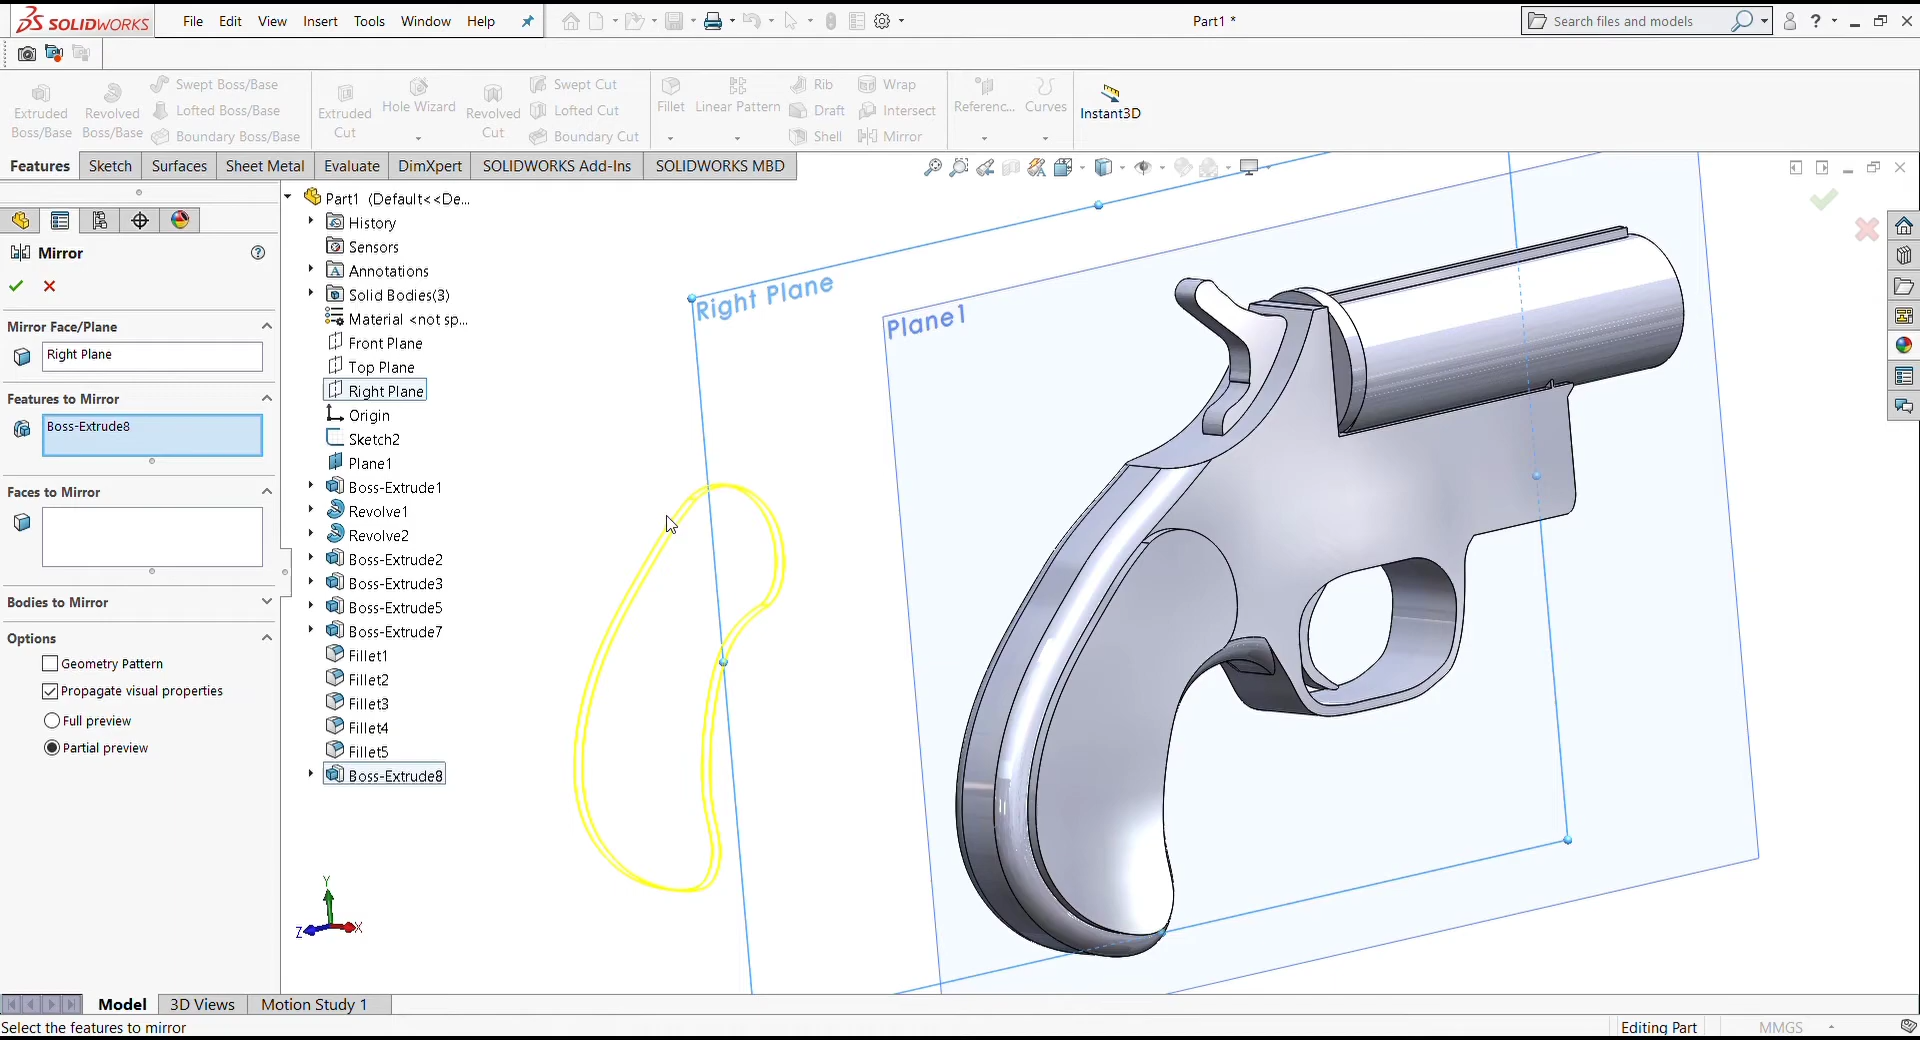 SOLIDWORKS File Edit View Insert Tools Window Help Part1 * Search files and models ?
Extruded Boss/Base
Revolved Boss/Base
Swept Boss/Base
Lofted Boss/Base
Boundary Boss/Base
Extruded Cut
Hole Wizard
Revolved Cut
Swept Cut
Lofted Cut
Boundary Cut
Fillet
Linear Pattern
Rib
Draft
Shell
Wrap
Intersect
Mirror
Referenc...
Curves
Instant3D
Features Sketch Surfaces Sheet Metal Evaluate DimXpert SOLIDWORKS Add-Ins SOLIDWORKS MBD
Mirror ?
Mirror Face/Plane
Right Plane
Features to Mirror
Boss-Extrude8
Faces to Mirror
Bodies to Mirror
Options
Geometry Pattern
Propagate visual properties
Full preview
Partial preview
Part1 (Default<<De...
History
Sensors
A Annotations
Solid Bodies(3)
Material <not sp...
Front Plane
Top Plane
Right Plane
Origin
Sketch2
Plane1
Boss-Extrude1
Revolve1
Revolve2
Boss-Extrude2
Boss-Extrude3
Boss-Extrude5
Boss-Extrude7
Fillet1
Fillet2
Fillet3
Fillet4
Fillet5
Boss-Extrude8
Right Plane
Plane1
Y
Z X
Model 3D Views Motion Study 1
Select the features to mirror Editing Part MMGS